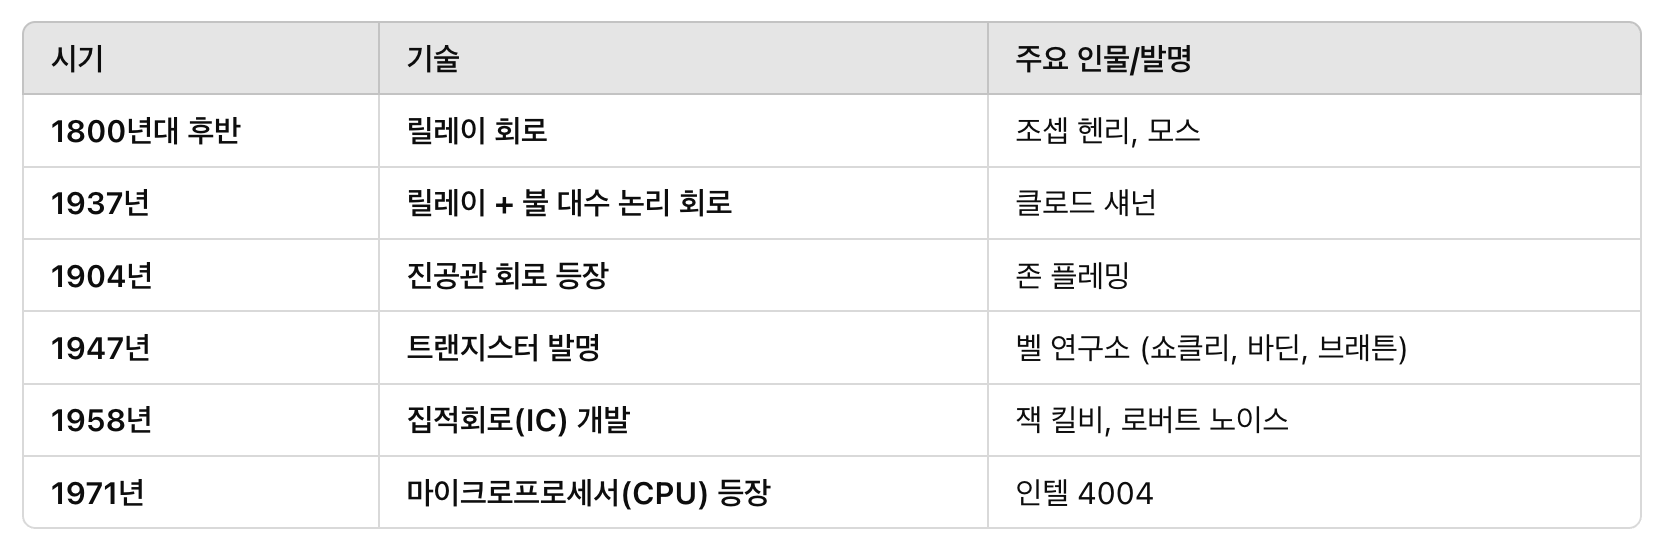 시기 기술 주요 인물/발명
1800년대 후반 릴레이 회로 조셉 헨리, 모스
1937년 릴레이 + 불 대수 논리 회로 클로드 섀넌
1904년 진공관 회로 등장 존 플레밍
1947년 트랜지스터 발명 벨 연구소 (쇼클리, 바딘, 브래튼)
1958년 집적회로(IC) 개발 잭 킬비, 로버트 노이스
1971년 마이크로프로세서(CPU) 등장 인텔 4004